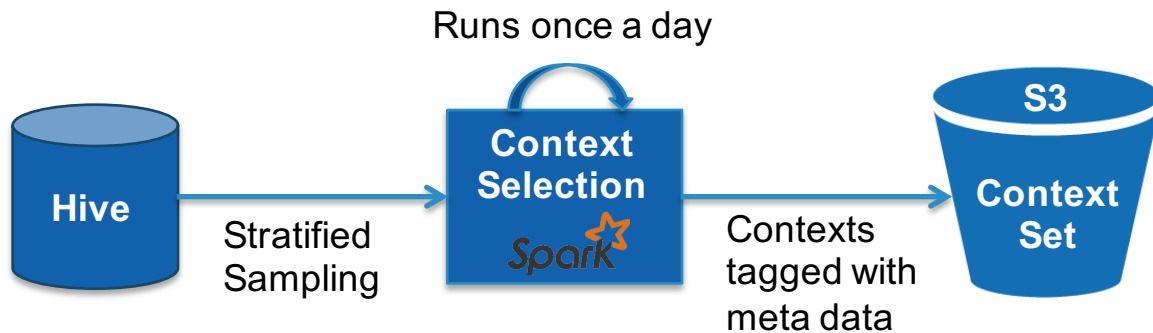 Runs once a day
Hive
Stratified
Sampling
Context
Selection
Spark
Contexts
tagged with
meta data
S3
Context
Set